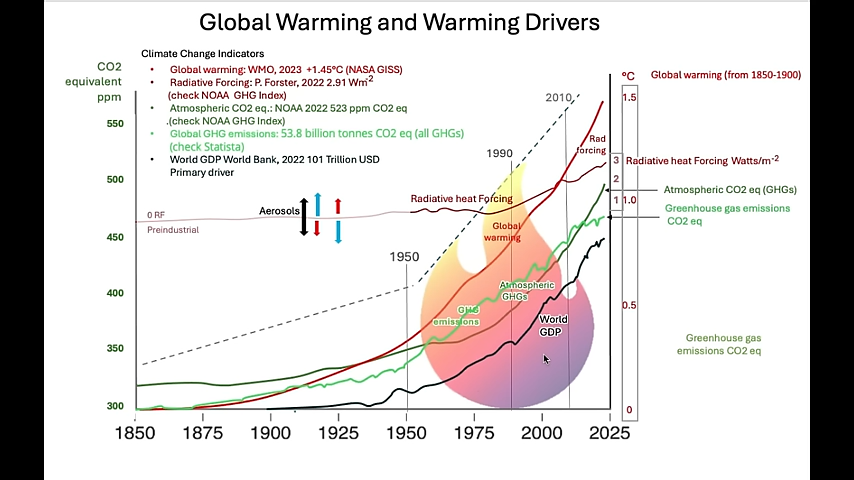 Global Warming and Warming Drivers
CO2
equivalent
ppm
Climate Change Indicators
• Global warming: WMO, 2023 +1.45°C (NASA GISS)
• Radiative Forcing: P. Forster, 2022 2.91 Wm-2
(check NOAA GHG Index)
• Atmospheric CO2 eq.: NOAA 2022 523 ppm CO2 eq
.(check NOAA GHG Index)
• Global GHG emissions: 53.8 billion tonnes CO2 eq (all GHGs)
(check Statista)
• World GDP World Bank, 2022 101 Trillion USD
Primary driver
°C
Global warming (from 1850-1900)
1.5
2010
550
1990
Rad
forcing
3
Radiative heat Forcing Watts/m-2
500
2
Atmospheric CO2 eq (GHGs)
Radiative heat Forcing
1
1.0
Aerosols
0 RF
Preindustrial
Greenhouse gas emissions
CO2 eq
Global
warming
450
1950
Atmospheric
GHGs
400
0.5
GHG
emissions
World
GDP
350
Greenhouse gas
emissions CO2 eq
300
0
1850
1875
1900
1925
1950
1975
2000
2025